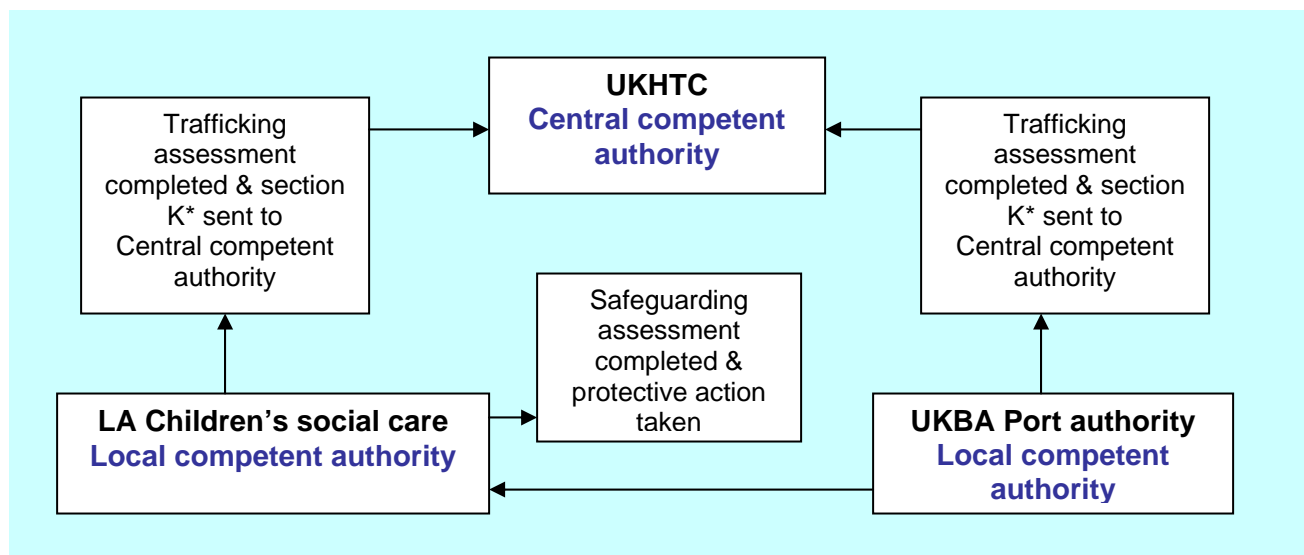 UKHTC
Central competent
authority
Trafficking
assessment
completed & section
K* sent to
Central competent
authority
Trafficking
assessment
completed & section
K* sent to
Central competent
authority
Safeguarding
assessment
completed &
protective action
taken
LA Children’s social care
Local competent authority
UKBA Port authority
Local competent
authority